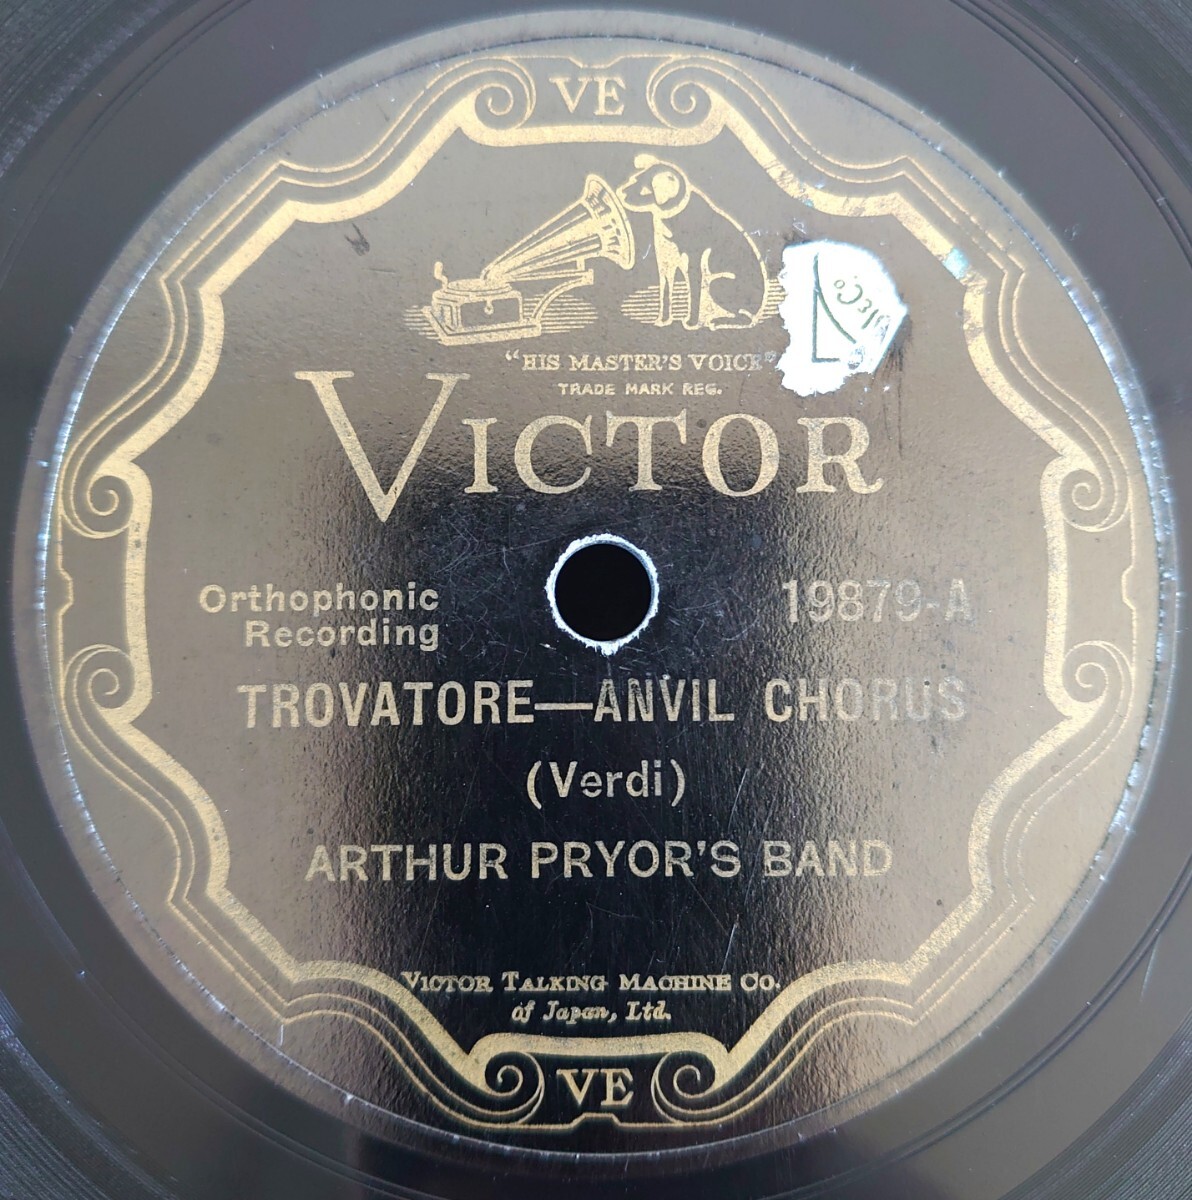 VE
"HIS MASTER'S VOICE"
TRADE MARK REG.
VICTOR
Orthophonic
Recording
19879-A
TROVATORE—ANVIL CHORUS
(Verdi)
ARTHUR PRYOR'S BAND
VICTOR TALKING MACHINE CO.
of Japan, Ltd.
VE